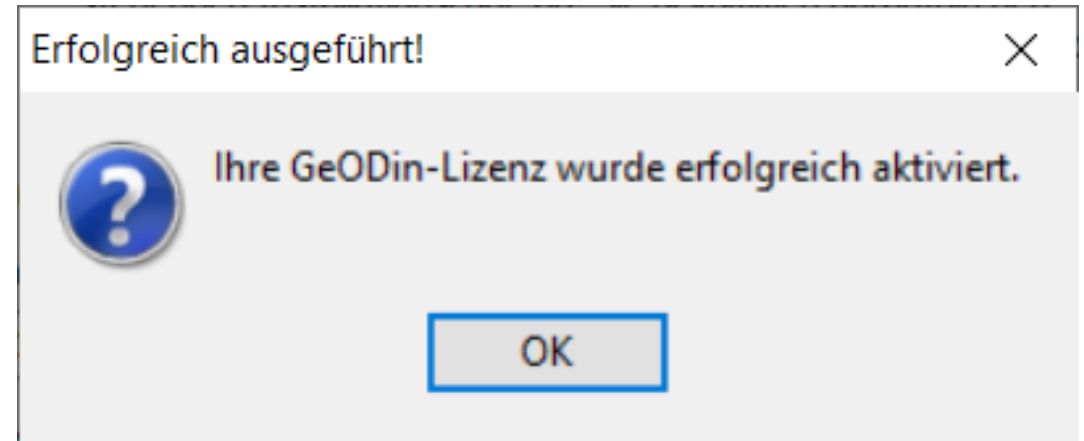 Erfolgreich ausgeführt!
Ihre GeODin-Lizenz wurde erfolgreich aktiviert.
OK